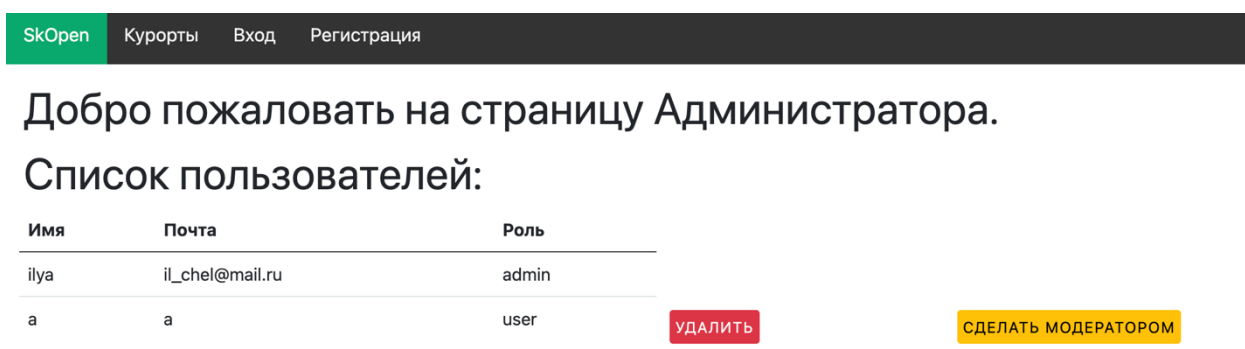 SkOpen Курорты Вход Регистрация
Добро пожаловать на страницу Администратора.
Список пользователей:
Имя Почта Роль
ilya il_chel@mail.ru admin
a a user УДАЛИТЬ СДЕЛАТЬ МОДЕРАТОРОМ